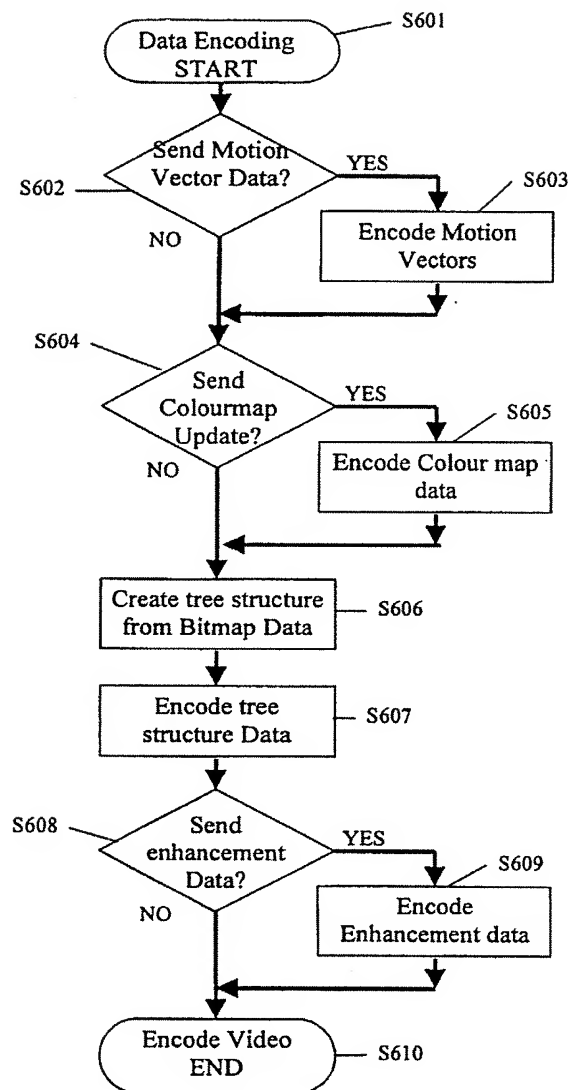 S601
Data Encoding
START
Send Motion
Vector Data?
S602
YES
S603
NO
Encode Motion
Vectors
S604
Send
Colourmap
Update?
YES
S605
NO
Encode Colour map
data
Create tree structure
from Bitmap Data
S606
Encode tree
structure Data
S607
S608
Send
enhancement
Data?
YES
S609
NO
Encode
Enhancement data
Encode Video
END
S610